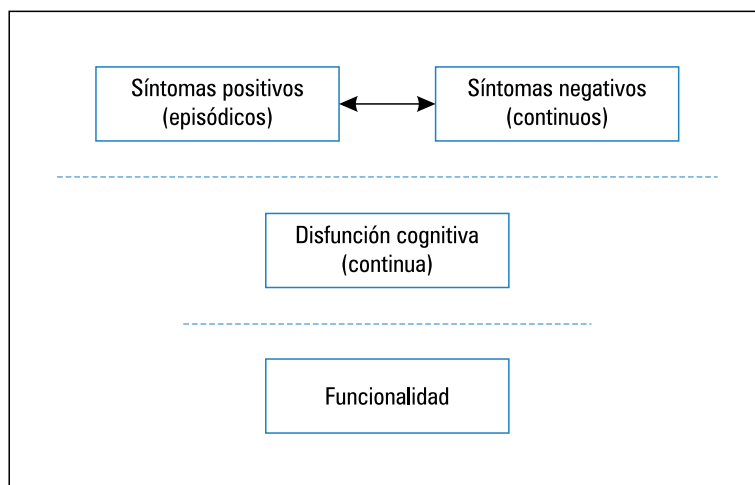 Síntomas positivos
(episódicos)
Síntomas negativos
(continuos)
Disfunción cognitiva
(continua)
Funcionalidad